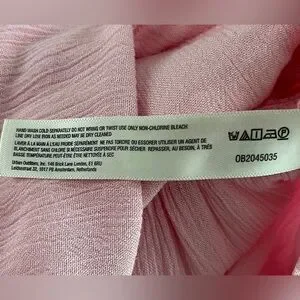 HAND WASH COLD SEPARATELY DO NOT WRING OR TWIST USE ONLY NON-CHLORINE BLEACH
LINE DRY LOW IRON AS NEEDED MAY BE DRY CLEANED
LAVER À LA MAIN À L'EAU FROIDE SÉPARÉMENT NE PAS TORDRE OU ESSORER UTILISER UN AGENT DE
BLANCHIMENT SANS CHLORE SI NÉCESSAIRE SUSPENDRE POUR SÉCHER. REPASSER, AU BESOIN, À TRÈS
BASSE TEMPÉRATURE PEUT-ÊTRE ÊTRE NETTOYÉE À SEC
Urban Outfitters, Inc. 146 Brick Lane London, E1 6RU
Leidsestraat 32, 1017 PB Amsterdam, Netherlands
OB2045035